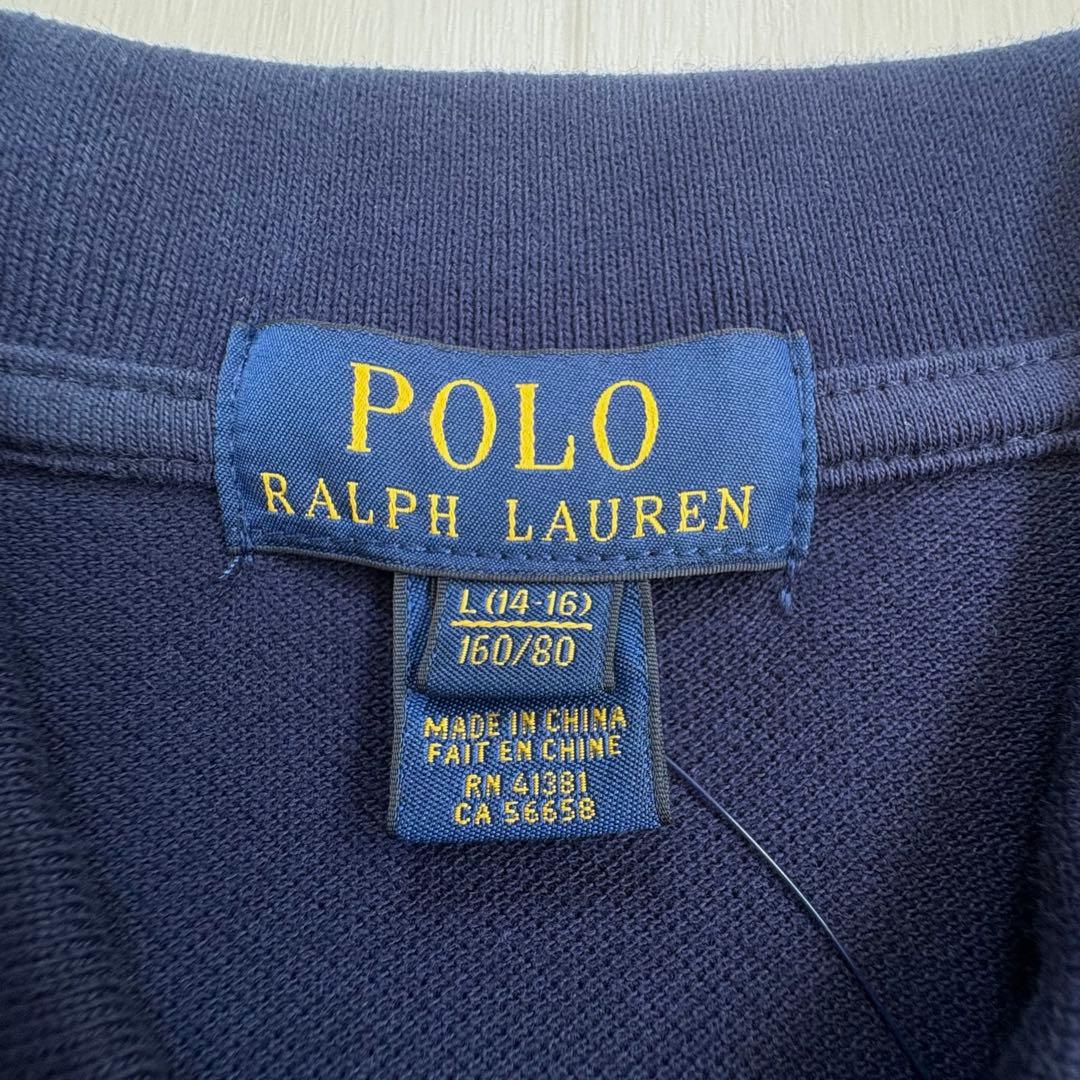 POLO
RALPH LAUREN
L (14-16)
160/80
MADE IN CHINA
FAIT EN CHINE
RN 41381
CA 56658